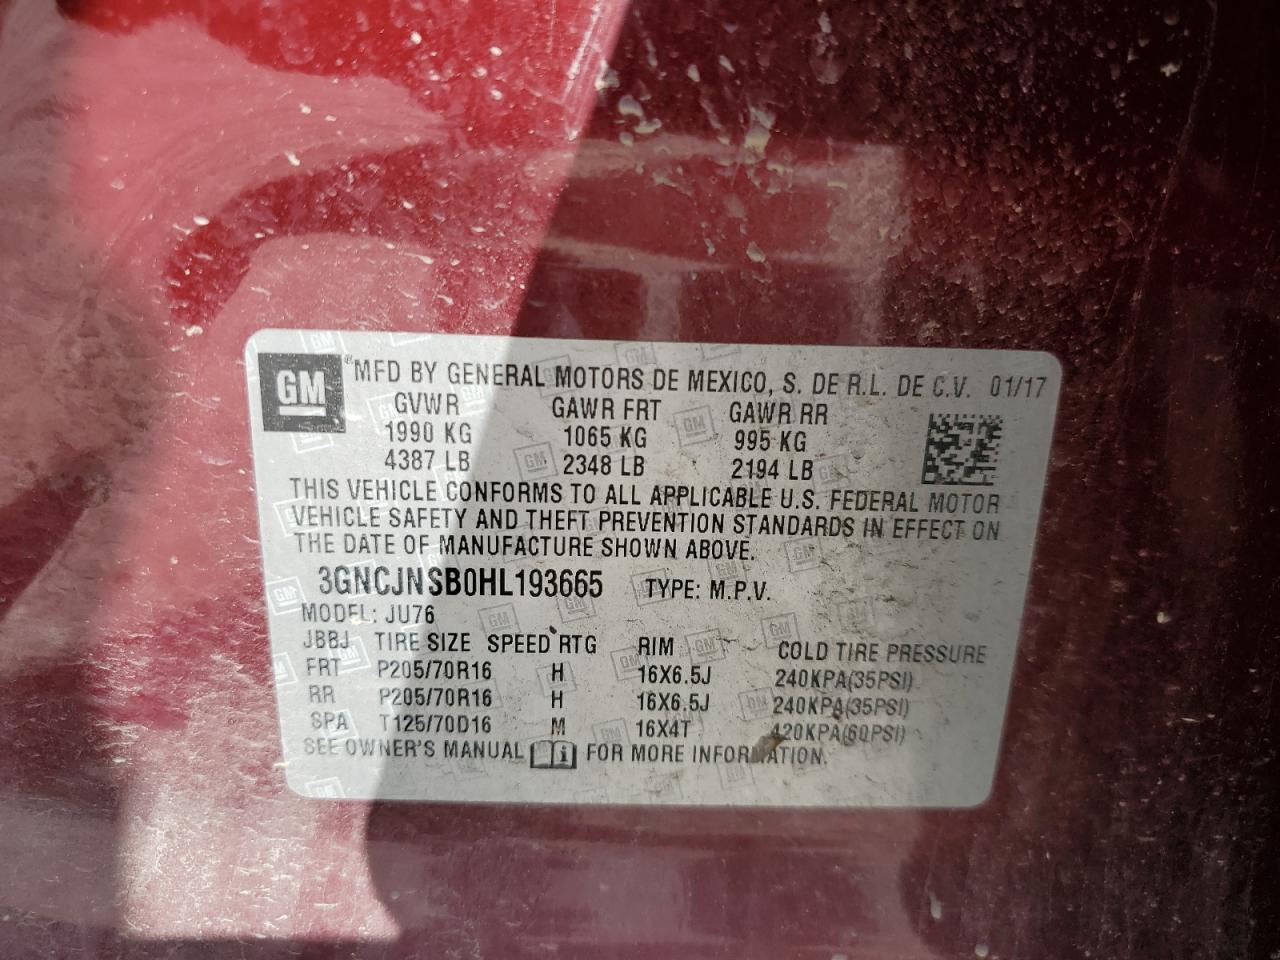 GM ® MFD BY GENERAL MOTORS DE MEXICO, S. DE R.L. DE C.V. 01/17
GVWR GAWR FRT GAWR RR
1990 KG 1065 KG 995 KG
4387 LB 2348 LB 2194 LB
THIS VEHICLE CONFORMS TO ALL APPLICABLE U.S. FEDERAL MOTOR
VEHICLE SAFETY AND THEFT PREVENTION STANDARDS IN EFFECT ON
THE DATE OF MANUFACTURE SHOWN ABOVE.
3GNCJNSB0HL193665 TYPE: M.P.V.
MODEL: JU76
JBBJ TIRE SIZE SPEED RTG RIM COLD TIRE PRESSURE
FRT P205/70R16 H 16X6.5J 240KPA(35PSI)
RR P205/70R16 H 16X6.5J 240KPA(35PSI)
SPA T125/70D16 M 16X4T 420KPA(60PSI)
SEE OWNER'S MANUAL i FOR MORE INFORMATION.